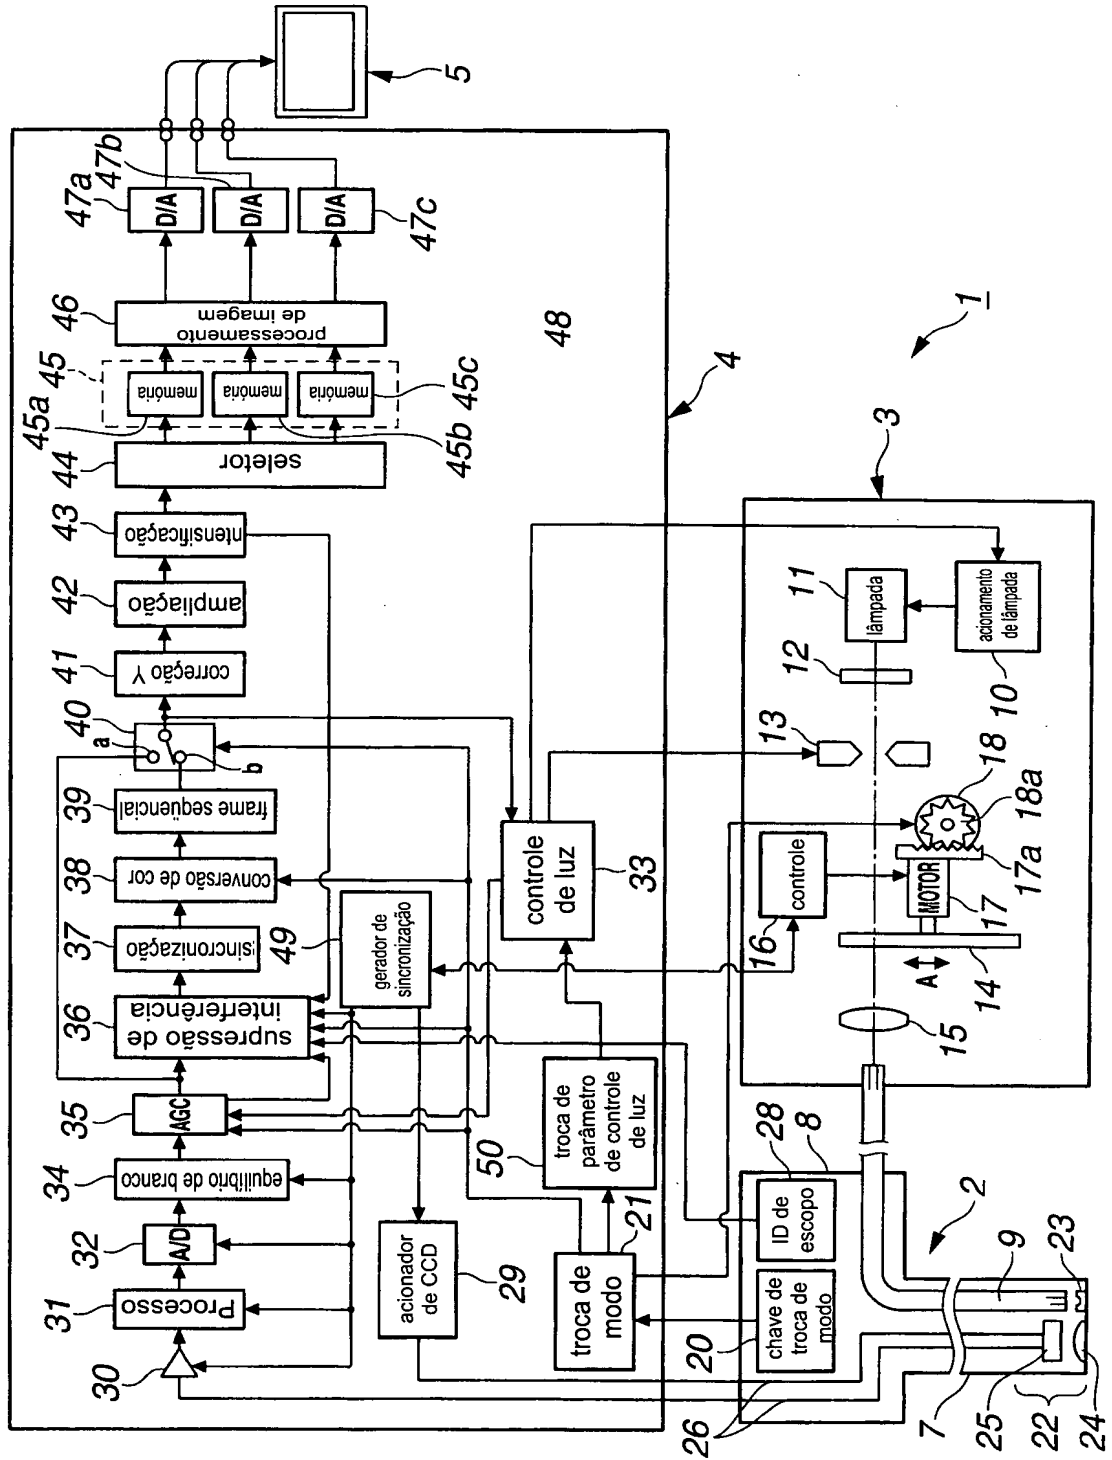 5
47a
47b
47c
D/A
D/A
D/A
46
processamento
de imagem
45
45a
45b
45c
memória
memória
memória
48
44
seletor
4
43
ntensificação
42
ampliação
41
correção Y
40
a
b
39
frame seqüencial
38
conversão de cor
37
sincronização
36
supressão de
interferência
35
AGC
34
equilíbrio de branco
32
A/D
31
Processo
30
49
gerador de
sincronização
controle
de luz
33
50
troca de
parâmetro
de controle
de luz
acionador
de CCD
29
troca de
modo
21
1
3
11
lâmpada
acionamento
de lâmpada
10
12
13
18
18a
17a
MOTOR
17
16
controle
A
14
15
28
8
ID de
escopo
chave de
troca de
modo
20
2
9
23
26
7
25
22
24